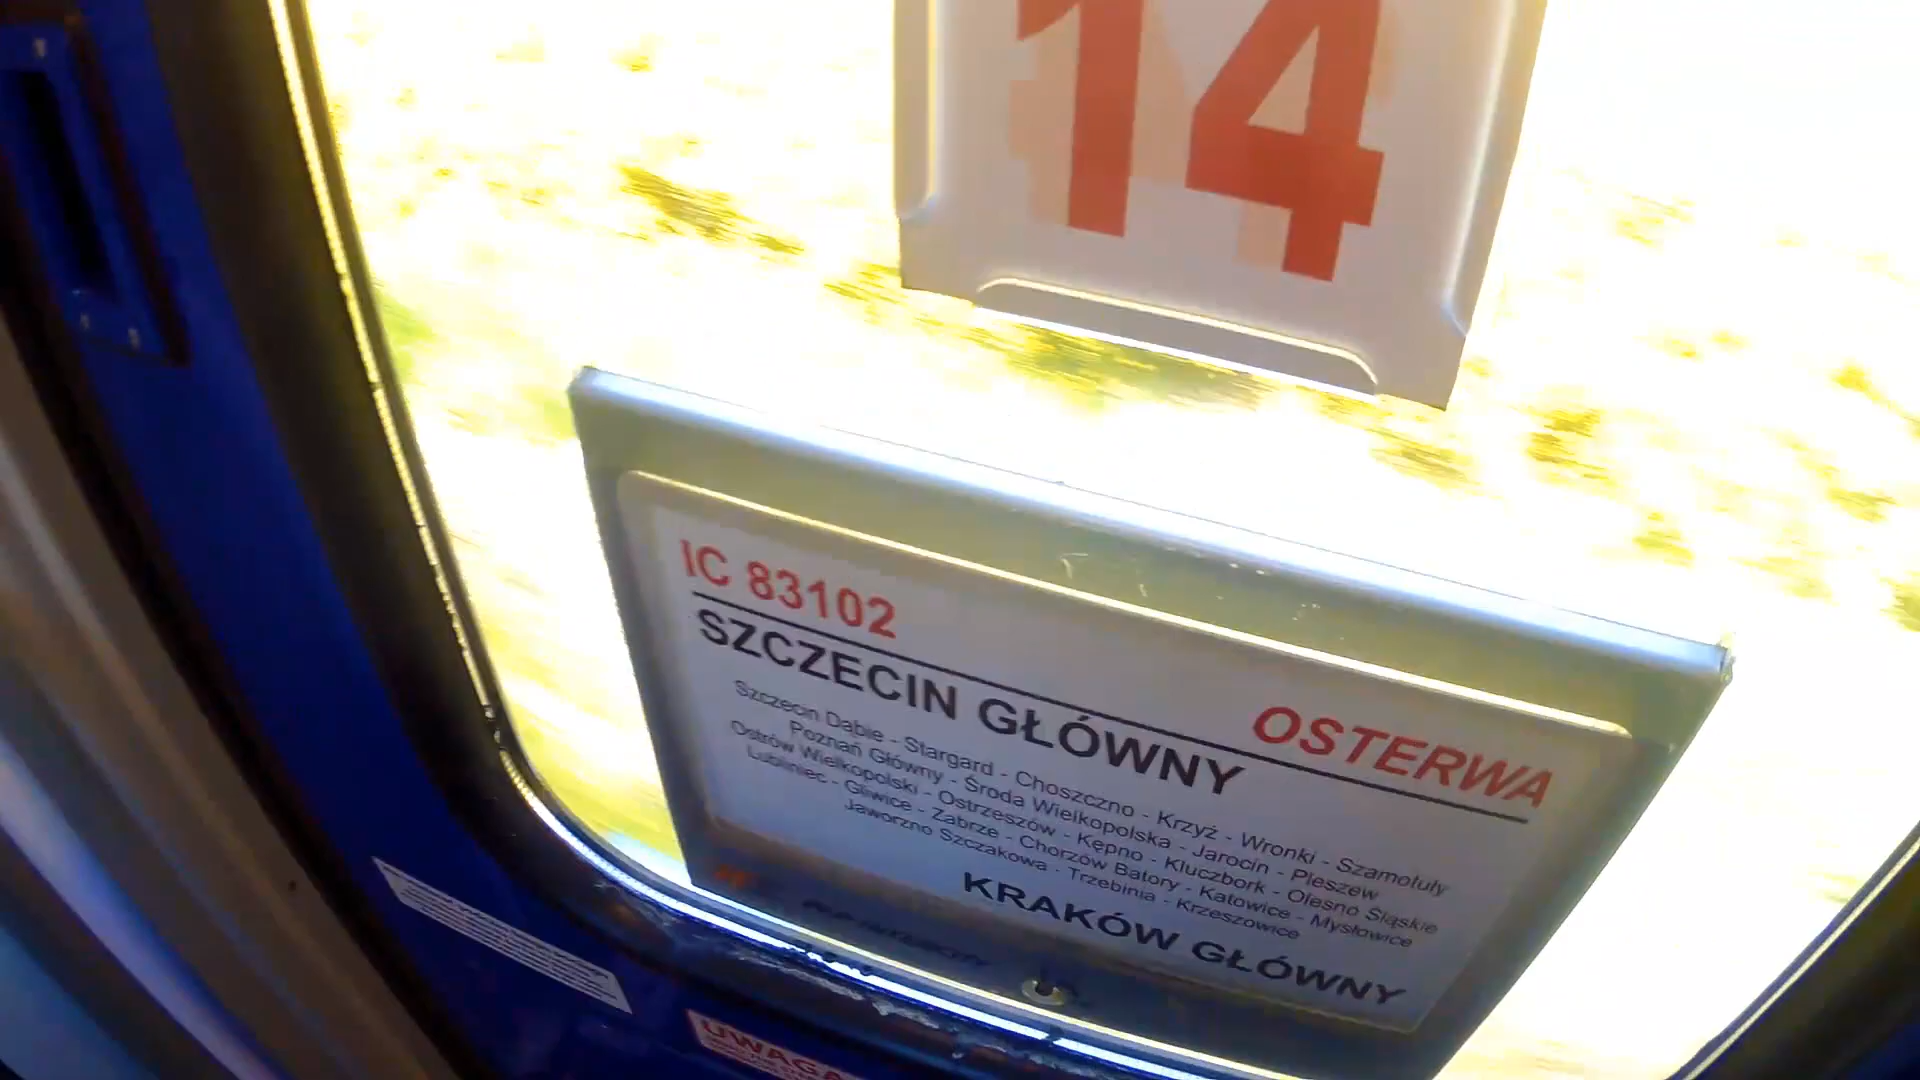 14
IC 83102
OSTERWA
SZCZECIN GŁÓWNY
Szczecin Dąbie - Stargard - Choszczno - Krzyż - Wronki - Szamotuły
Poznań Główny - Środa Wielkopolska - Jarocin - Pleszew
Ostrów Wielkopolski - Ostrzeszów - Kępno - Kluczbork - Olesno Śląskie
Lubliniec - Gliwice - Zabrze - Chorzów Batory - Katowice - Mysłowice
Jaworzno Szczakowa - Trzebinia - Krzeszowice
KRAKÓW GŁÓWNY
UWAGA